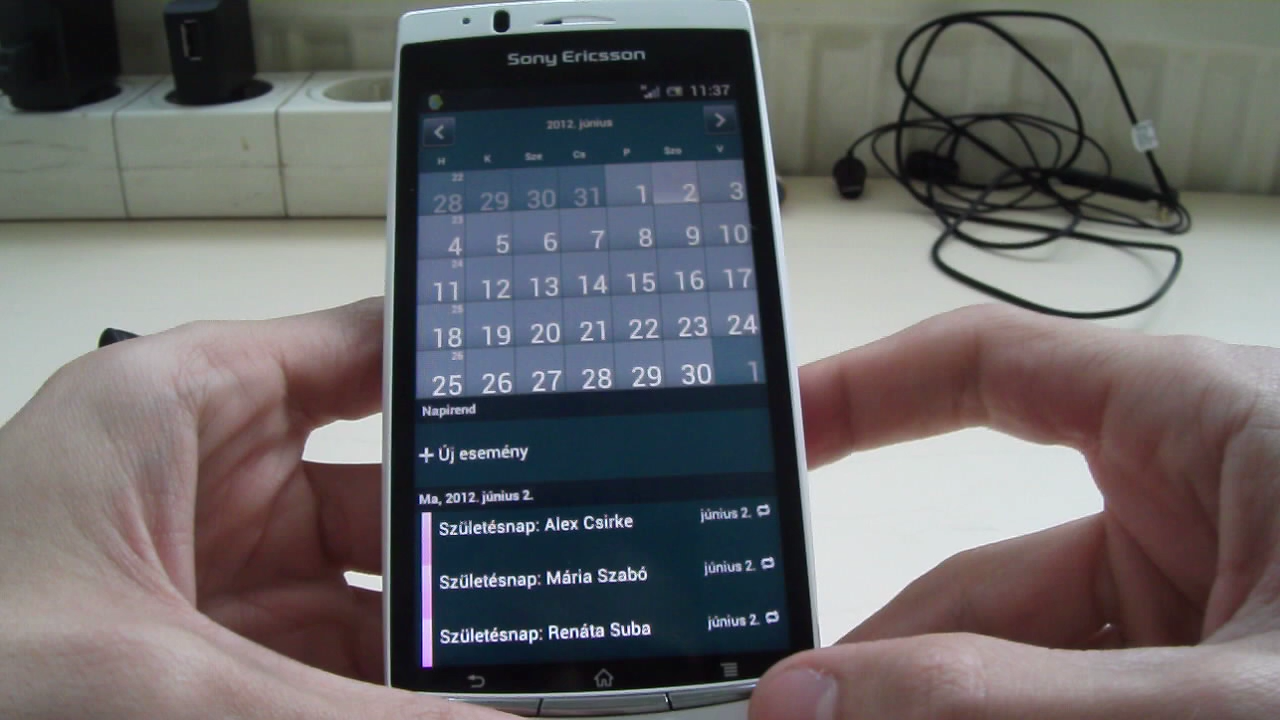 Sony Ericsson
11:37
2012. június
H K Sze Cs P Szo V
22
28 29 30 31 1 2 3
23
4 5 6 7 8 9 10
24
11 12 13 14 15 16 17
25
18 19 20 21 22 23 24
26
25 26 27 28 29 30 1
Napirend
+ Új esemény
Ma, 2012. június 2.
Születésnap: Alex Csirke június 2.
Születésnap: Mária Szabó június 2.
Születésnap: Renáta Suba június 2.